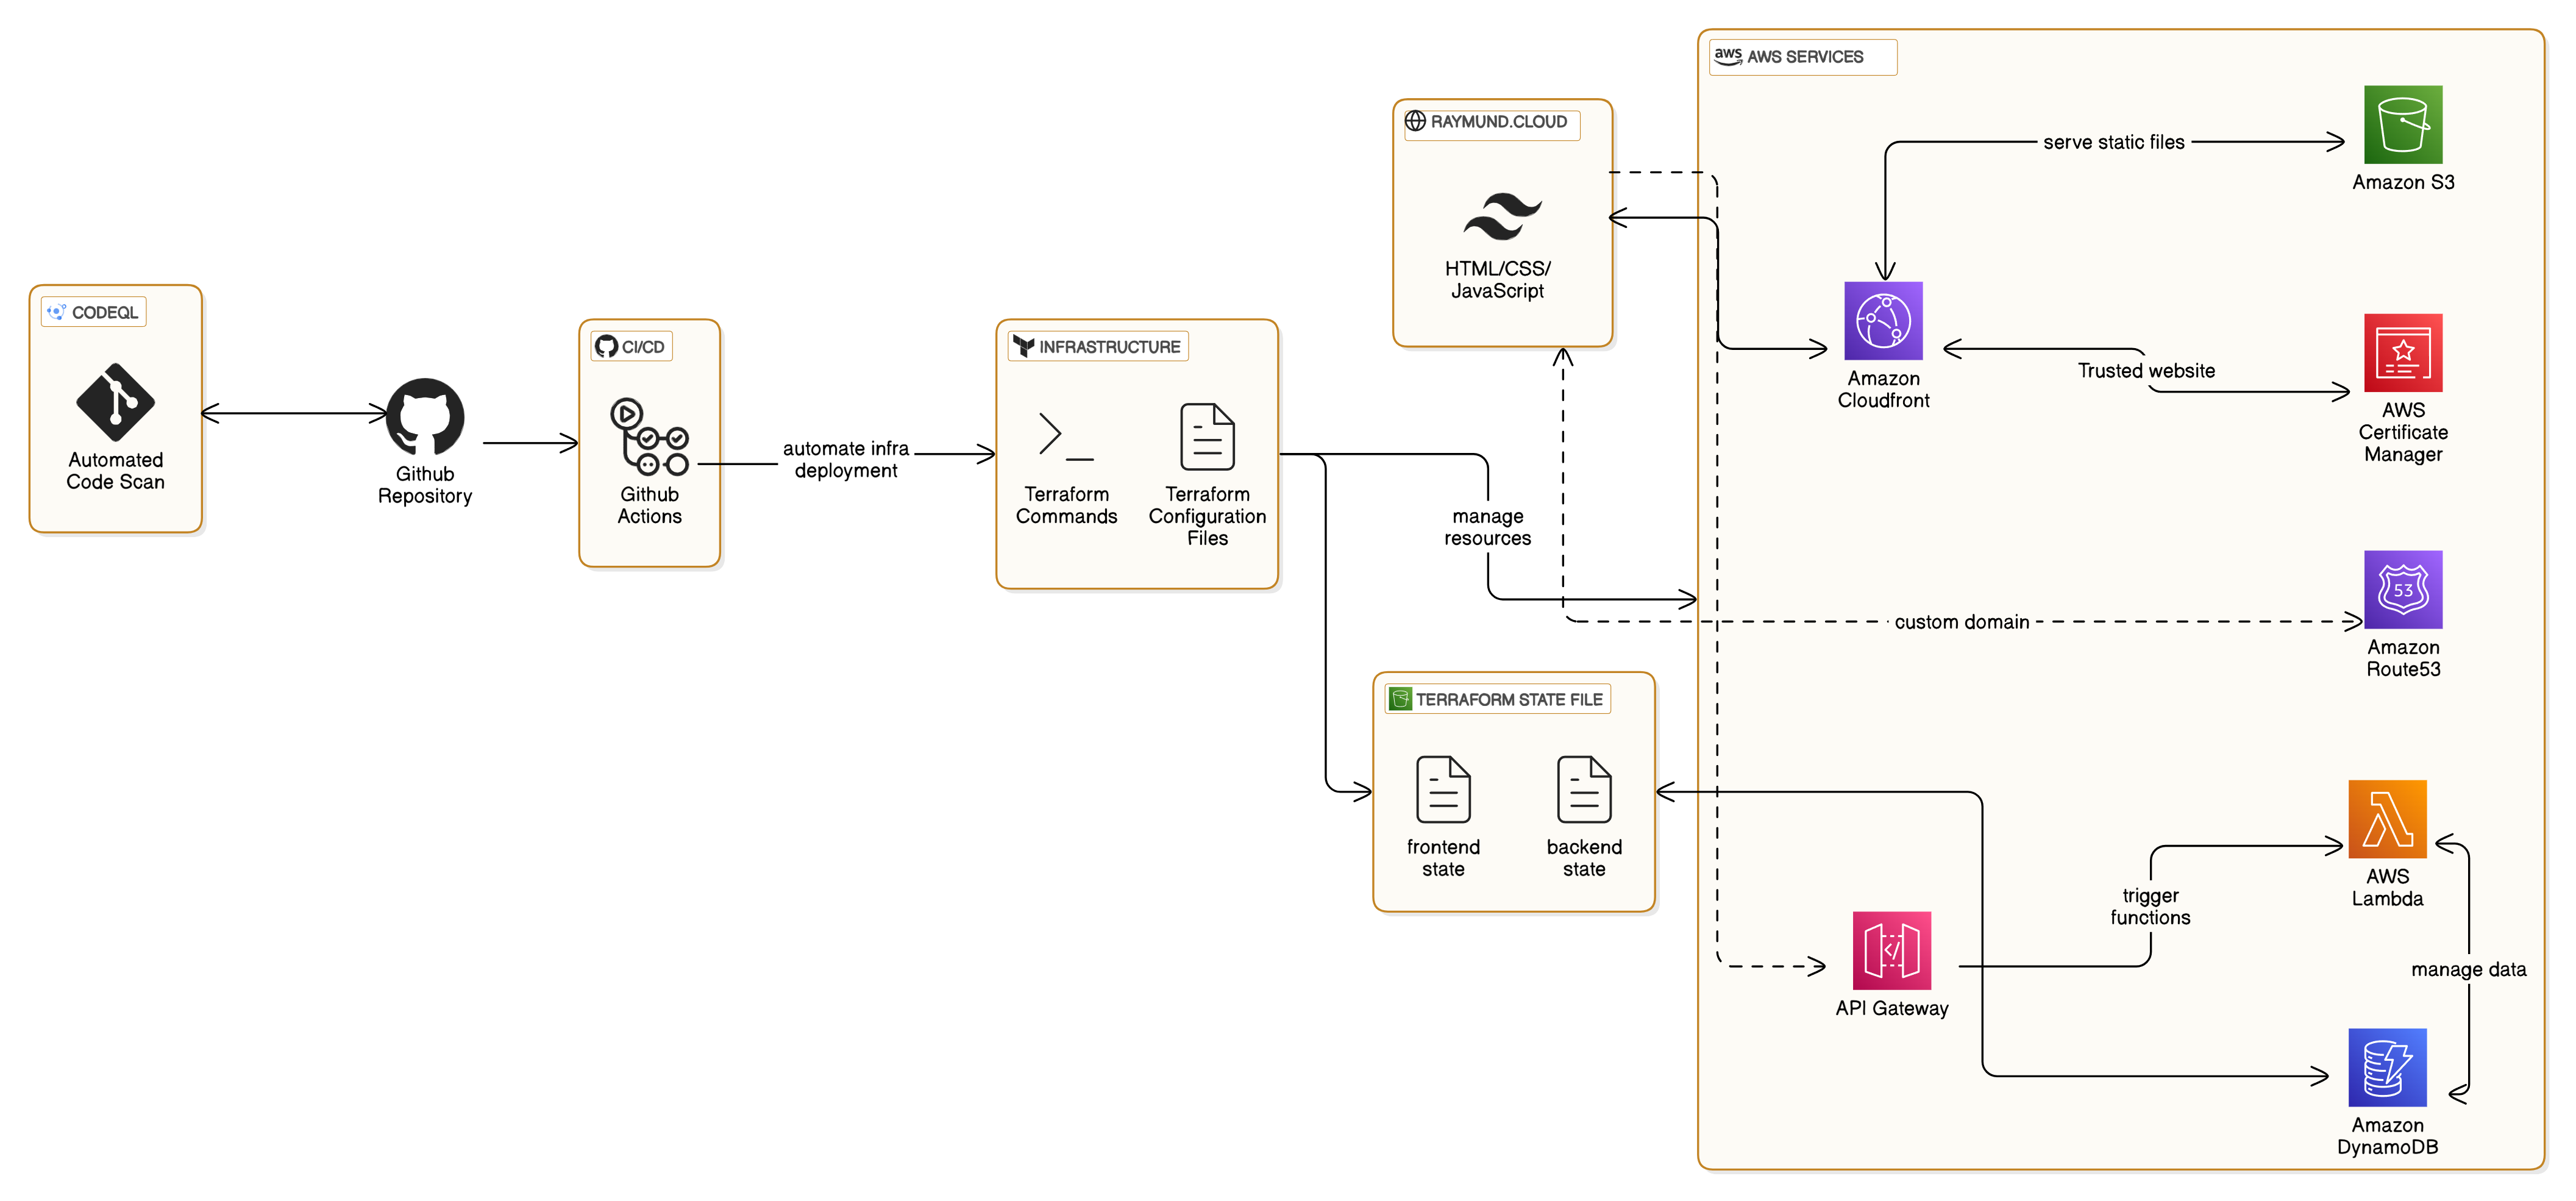 aws AWS SERVICES
RAYMUND.CLOUD
HTML/CSS/
JavaScript
serve static files
Amazon S3
CODEQL
Automated
Code Scan
Github
Repository
CI/CD
Github
Actions
automate infra
deployment
INFRASTRUCTURE
Terraform
Commands
Terraform
Configuration
Files
manage
resources
Amazon
Cloudfront
Trusted website
AWS
Certificate
Manager
53
custom domain
Amazon
Route53
TERRAFORM STATE FILE
frontend
state
backend
state
AWS
Lambda
trigger
functions
</>
API Gateway
manage data
Amazon
DynamoDB